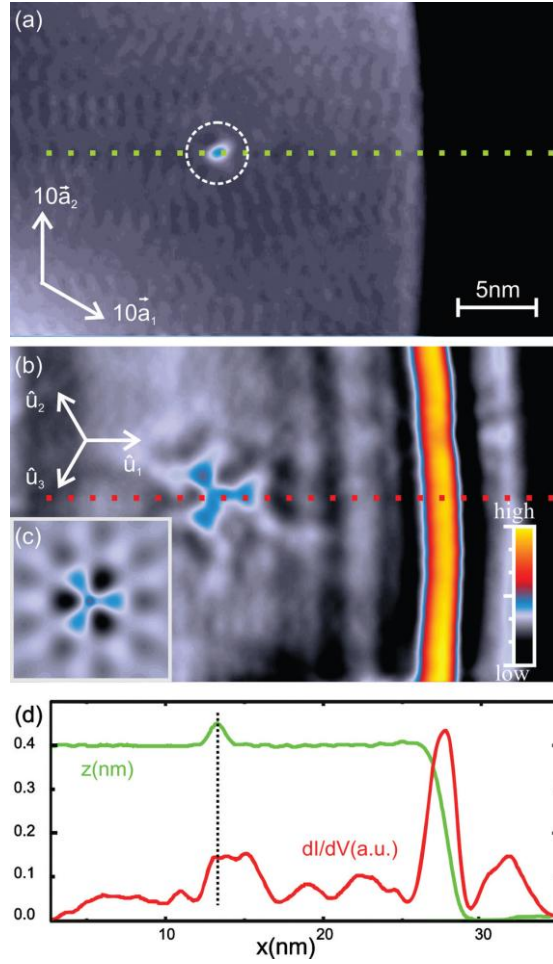 (a)
10a⃗₂
10a⃗₁
5nm
(b)
û₂
û₁
û₃
(c)
high
low
(d)
0.4
z(nm)
0.3
0.2
dI/dV(a.u.)
0.1
0.0
10
20
30
x(nm)